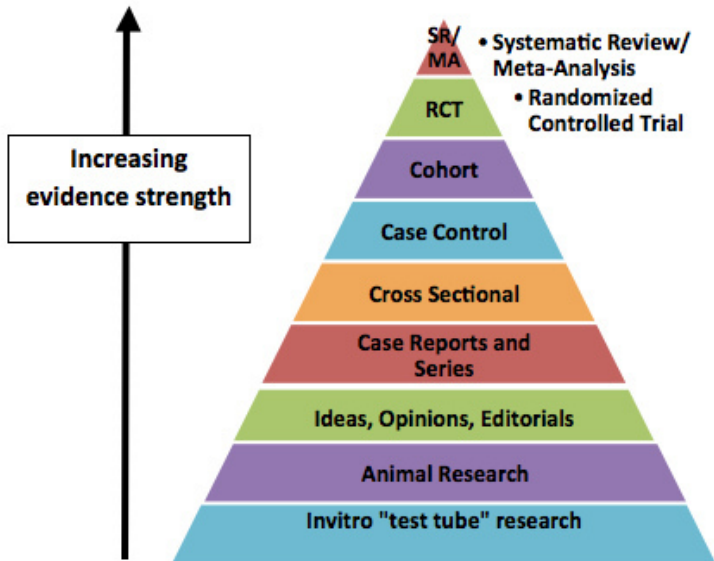 SR/
MA
• Systematic Review/
Meta-Analysis
• Randomized
Controlled Trial
RCT
Increasing
evidence strength
Cohort
Case Control
Cross Sectional
Case Reports and
Series
Ideas, Opinions, Editorials
Animal Research
Invitro "test tube" research